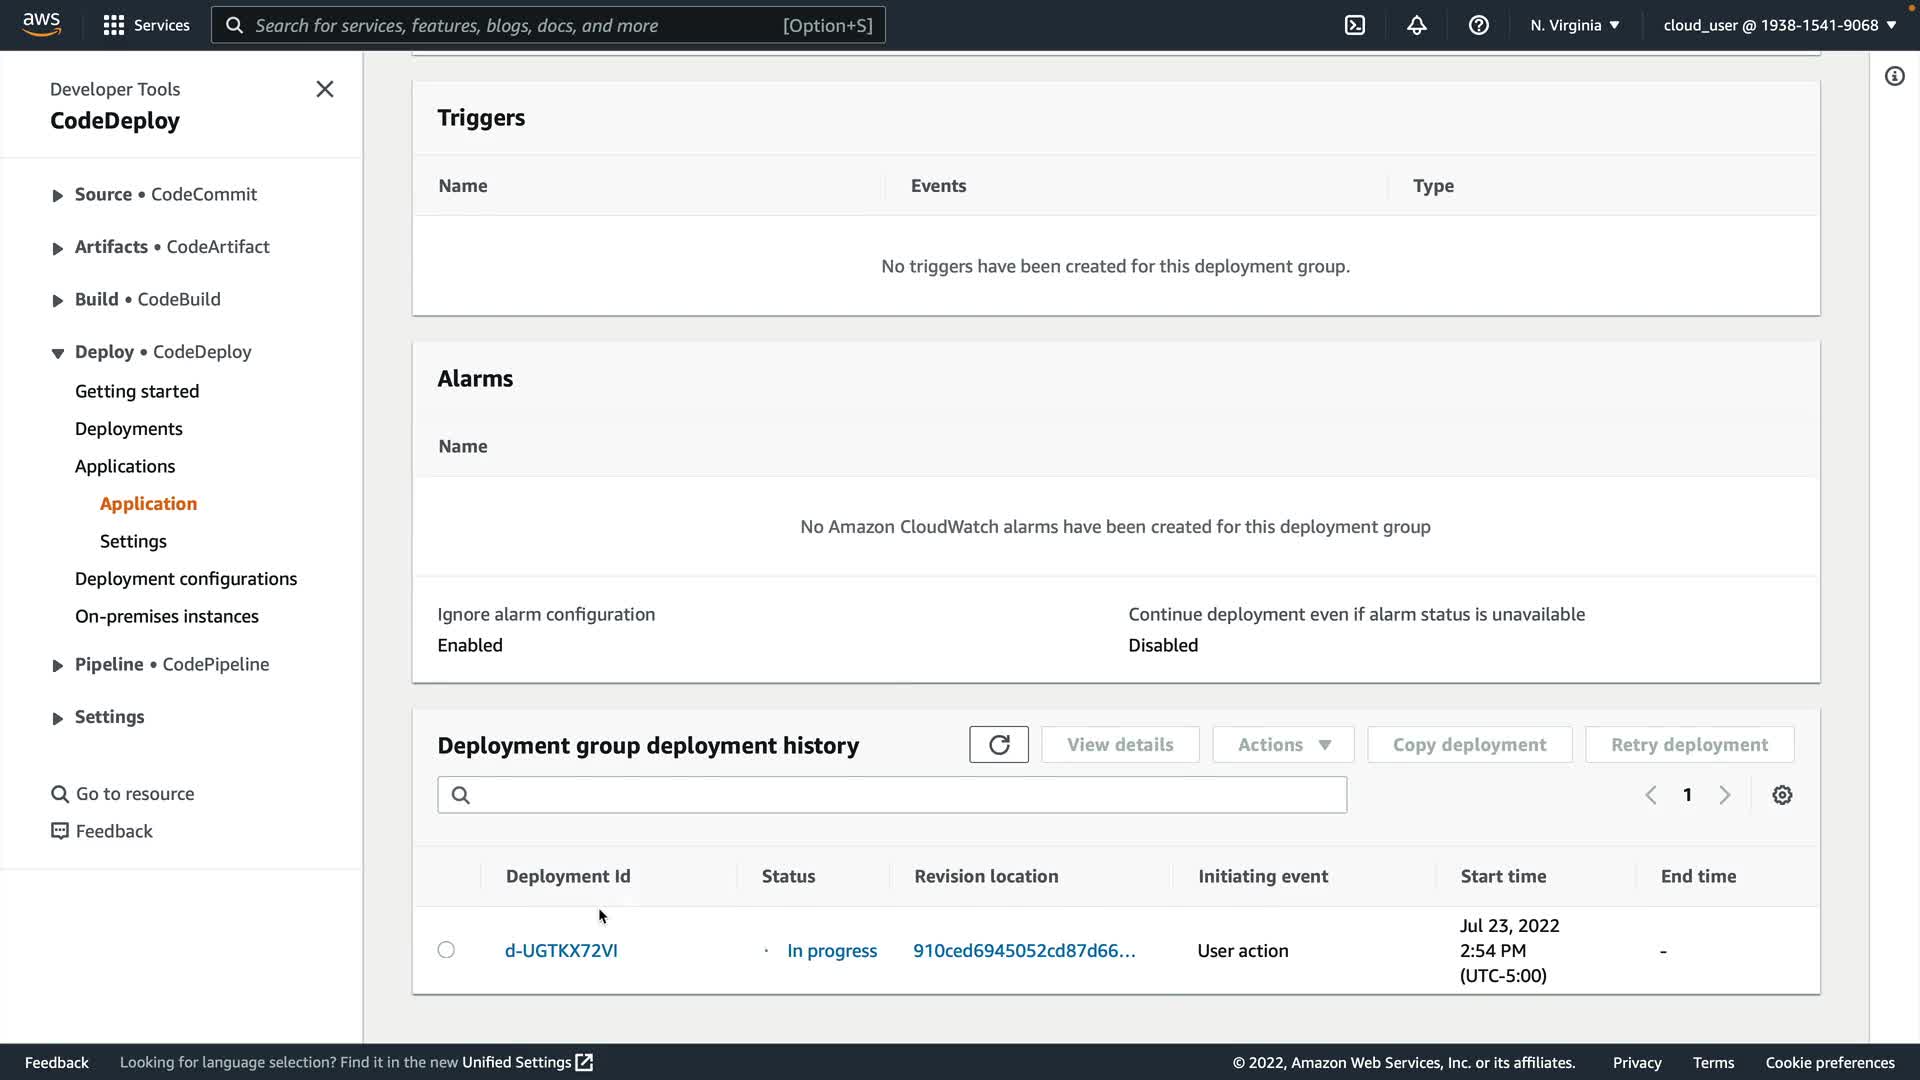 aws
Services
Search for services, features, blogs, docs, and more
[Option+S]
N. Virginia ▼
cloud_user @ 1938-1541-9068 ▼
Developer Tools
CodeDeploy
Source • CodeCommit
Artifacts • CodeArtifact
Build • CodeBuild
Deploy • CodeDeploy
Getting started
Deployments
Applications
Application
Settings
Deployment configurations
On-premises instances
Pipeline • CodePipeline
Settings
Go to resource
Feedback
Triggers
Name Events Type
No triggers have been created for this deployment group.
Alarms
Name
No Amazon CloudWatch alarms have been created for this deployment group
Ignore alarm configuration
Enabled
Continue deployment even if alarm status is unavailable
Disabled
Deployment group deployment history
View details
Actions ▼
Copy deployment
Retry deployment
1
Deployment Id Status Revision location Initiating event Start time End time
d-UGTKX72VI In progress 910ced6945052cd87d66... User action
Jul 23, 2022
2:54 PM
(UTC-5:00)
-
Feedback
Looking for language selection? Find it in the new Unified Settings
© 2022, Amazon Web Services, Inc. or its affiliates.
Privacy
Terms
Cookie preferences